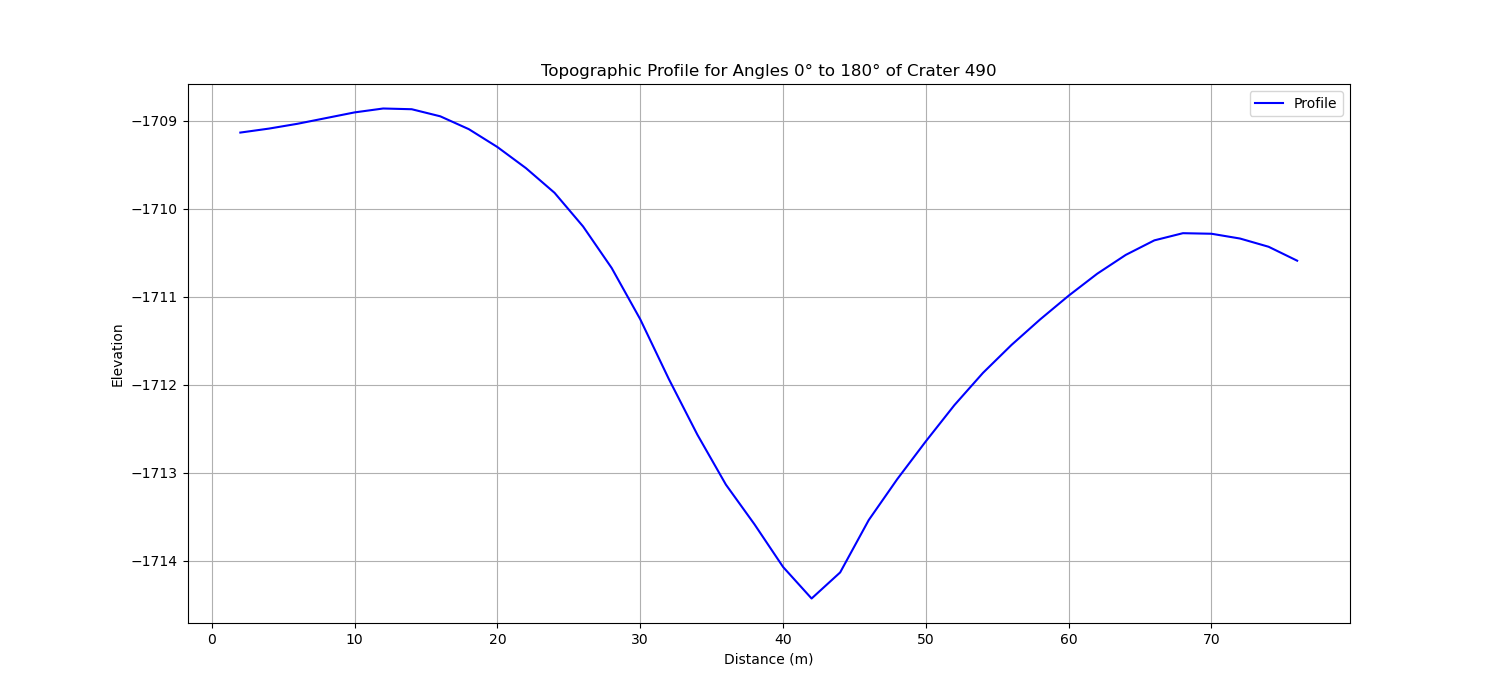 Topographic Profile for Angles 0° to 180° of Crater 490
Profile
−1709
−1710
−1711
−1712
−1713
−1714
Elevation
0 10 20 30 40 50 60 70
Distance (m)